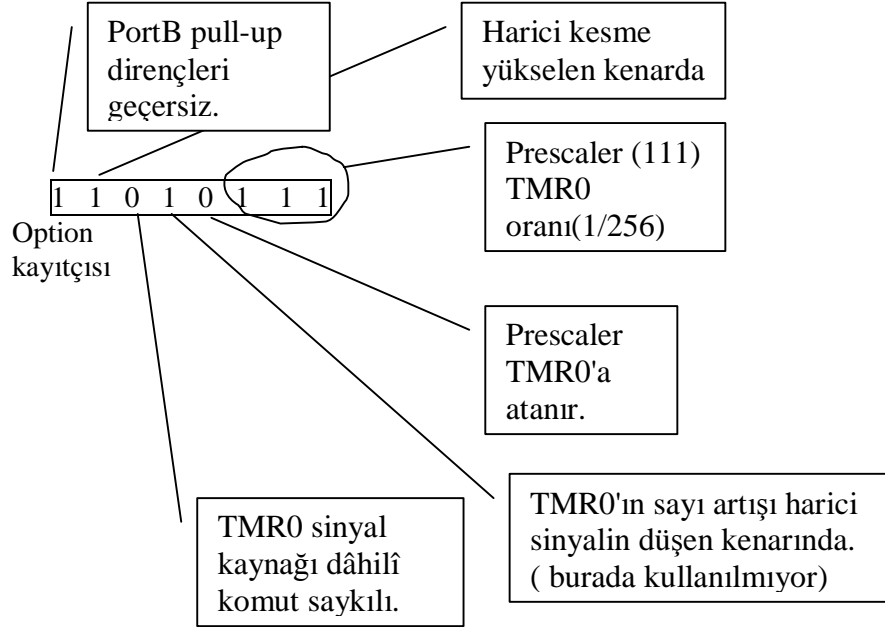 PortB pull-up
dirençleri
geçersiz.
Harici kesme
yükselen kenarda
Prescaler (111)
TMR0
oranı(1/256)
1 1 0 1 0 1 1 1
Option
kayıtçısı
Prescaler
TMR0'a
atanır.
TMR0'ın sayı artışı harici
sinyalin düşen kenarında.
( burada kullanılmıyor)
TMR0 sinyal
kaynağı dâhilî
komut saykılı.